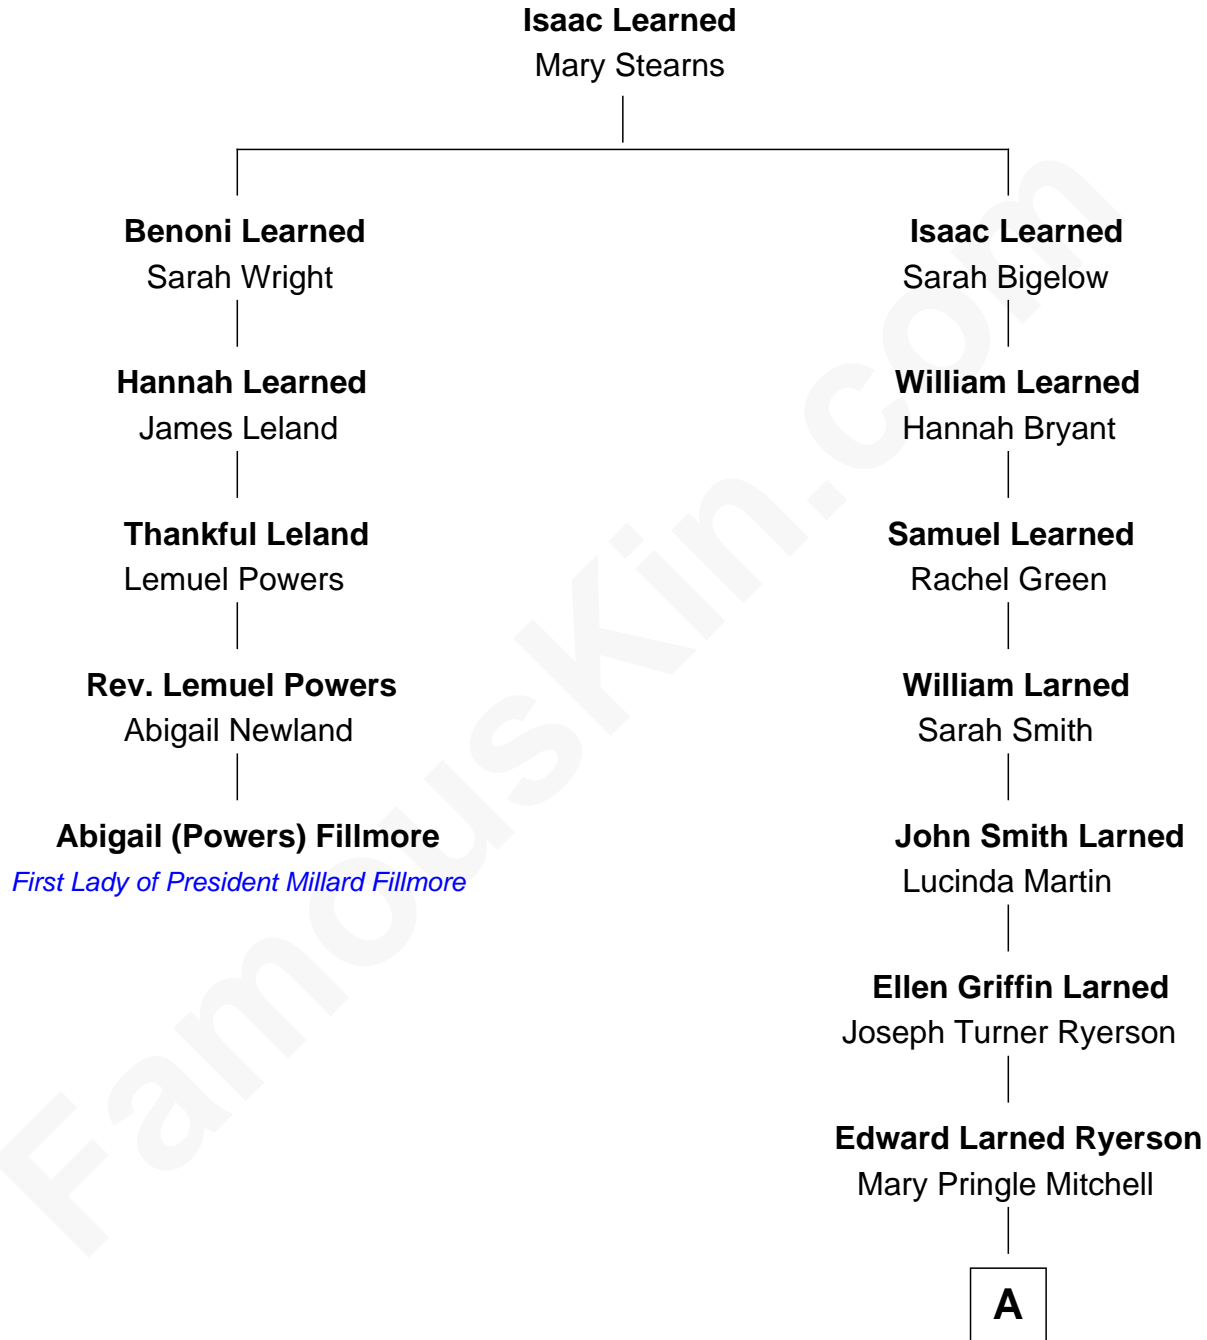 Isaac Learned
Mary Stearns
Benoni Learned
Sarah Wright
Isaac Learned
Sarah Bigelow
Hannah Learned
James Leland
William Learned
Hannah Bryant
Thankful Leland
Lemuel Powers
Samuel Learned
Rachel Green
Rev. Lemuel Powers
Abigail Newland
William Larned
Sarah Smith
Abigail (Powers) Fillmore
First Lady of President Millard Fillmore
John Smith Larned
Lucinda Martin
Ellen Griffin Larned
Joseph Turner Ryerson
Edward Larned Ryerson
Mary Pringle Mitchell
A
FamousKin.com